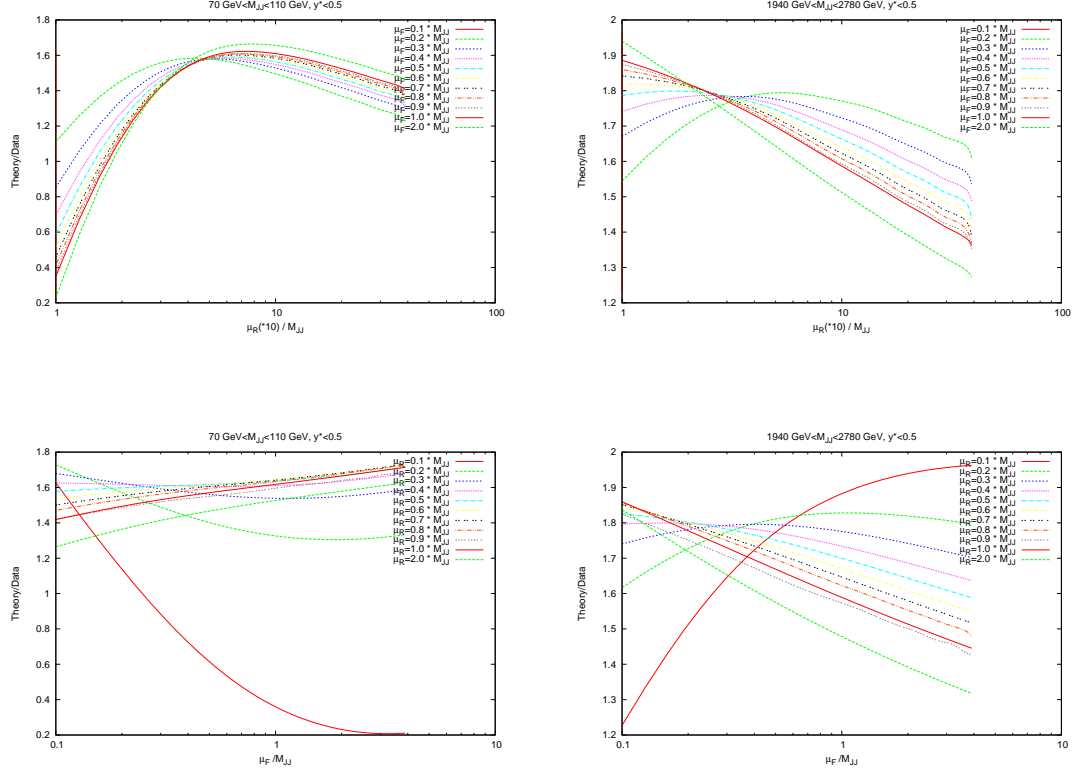 70 GeV<M_JJ<110 GeV, y*<0.5
1.8
1.6
1.4
1.2
1
0.8
0.6
0.4
0.2
Theory/Data
1
10
100
μ_R(*10) / M_JJ
μ_F=0.1 * M_JJ
μ_F=0.2 * M_JJ
μ_F=0.3 * M_JJ
μ_F=0.4 * M_JJ
μ_F=0.5 * M_JJ
μ_F=0.6 * M_JJ
μ_F=0.7 * M_JJ
μ_F=0.8 * M_JJ
μ_F=0.9 * M_JJ
μ_F=1.0 * M_JJ
μ_F=2.0 * M_JJ
1940 GeV<M_JJ<2780 GeV, y*<0.5
2
1.9
1.8
1.7
1.6
1.5
1.4
1.3
1.2
Theory/Data
1
10
100
μ_R(*10) / M_JJ
μ_F=0.1 * M_JJ
μ_F=0.2 * M_JJ
μ_F=0.3 * M_JJ
μ_F=0.4 * M_JJ
μ_F=0.5 * M_JJ
μ_F=0.6 * M_JJ
μ_F=0.7 * M_JJ
μ_F=0.8 * M_JJ
μ_F=0.9 * M_JJ
μ_F=1.0 * M_JJ
μ_F=2.0 * M_JJ
70 GeV<M_JJ<110 GeV, y*<0.5
1.8
1.6
1.4
1.2
1
0.8
0.6
0.4
0.2
Theory/Data
0.1
1
10
μ_F /M_JJ
μ_R=0.1 * M_JJ
μ_R=0.2 * M_JJ
μ_R=0.3 * M_JJ
μ_R=0.4 * M_JJ
μ_R=0.5 * M_JJ
μ_R=0.6 * M_JJ
μ_R=0.7 * M_JJ
μ_R=0.8 * M_JJ
μ_R=0.9 * M_JJ
μ_R=1.0 * M_JJ
μ_R=2.0 * M_JJ
1940 GeV<M_JJ<2780 GeV, y*<0.5
2
1.9
1.8
1.7
1.6
1.5
1.4
1.3
1.2
Theory/Data
0.1
1
10
μ_F /M_JJ
μ_R=0.1 * M_JJ
μ_R=0.2 * M_JJ
μ_R=0.3 * M_JJ
μ_R=0.4 * M_JJ
μ_R=0.5 * M_JJ
μ_R=0.6 * M_JJ
μ_R=0.7 * M_JJ
μ_R=0.8 * M_JJ
μ_R=0.9 * M_JJ
μ_R=1.0 * M_JJ
μ_R=2.0 * M_JJ